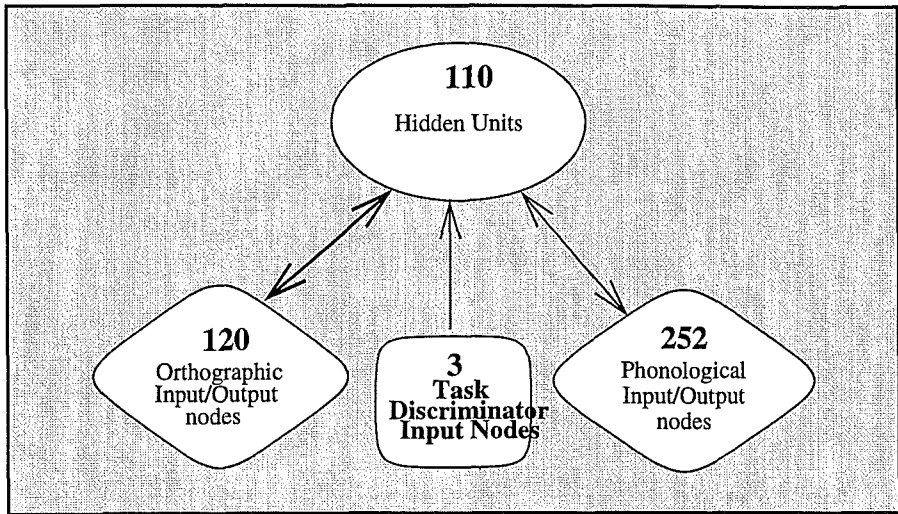 110
Hidden Units
120
Orthographic
Input/Output
nodes
3
Task
Discriminator
Input Nodes
252
Phonological
Input/Output
nodes